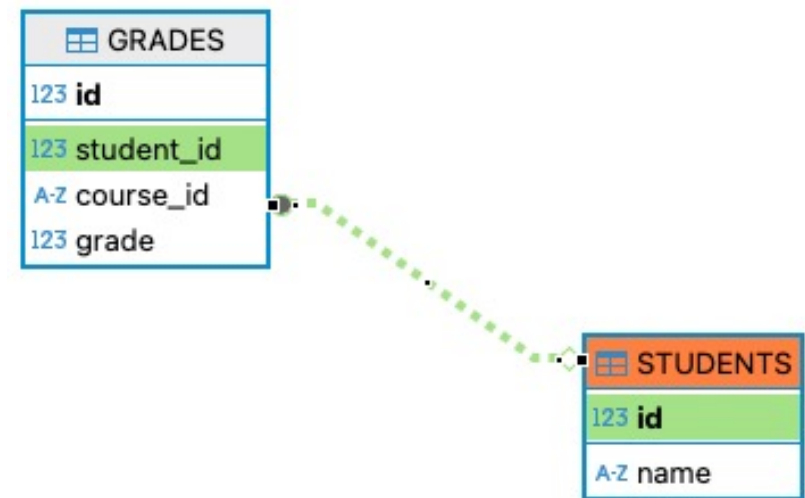 GRADES
123 id
123 student_id
A-Z course_id
123 grade
STUDENTS
123 id
A-Z name